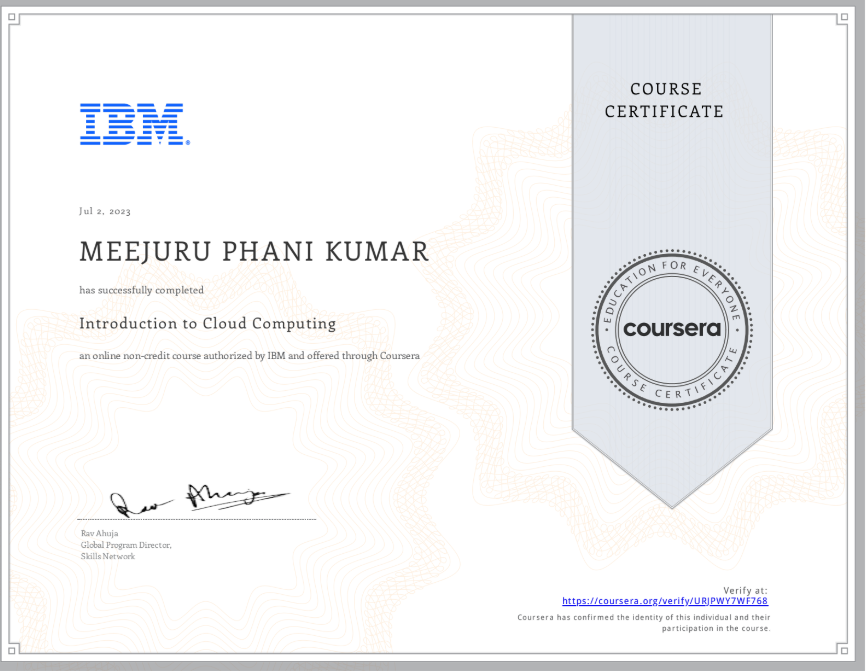 COURSE
CERTIFICATE
IBM®
Jul 2, 2023
MEEJURU PHANI KUMAR
has successfully completed
Introduction to Cloud Computing
an online non-credit course authorized by IBM and offered through Coursera
EDUCATION FOR EVERYONE
coursera
COURSE CERTIFICATE
Rav Ahuja
Rav Ahuja
Global Program Director,
Skills Network
Verify at:
https://coursera.org/verify/URJPWY7WF768
Coursera has confirmed the identity of this individual and their
participation in the course.